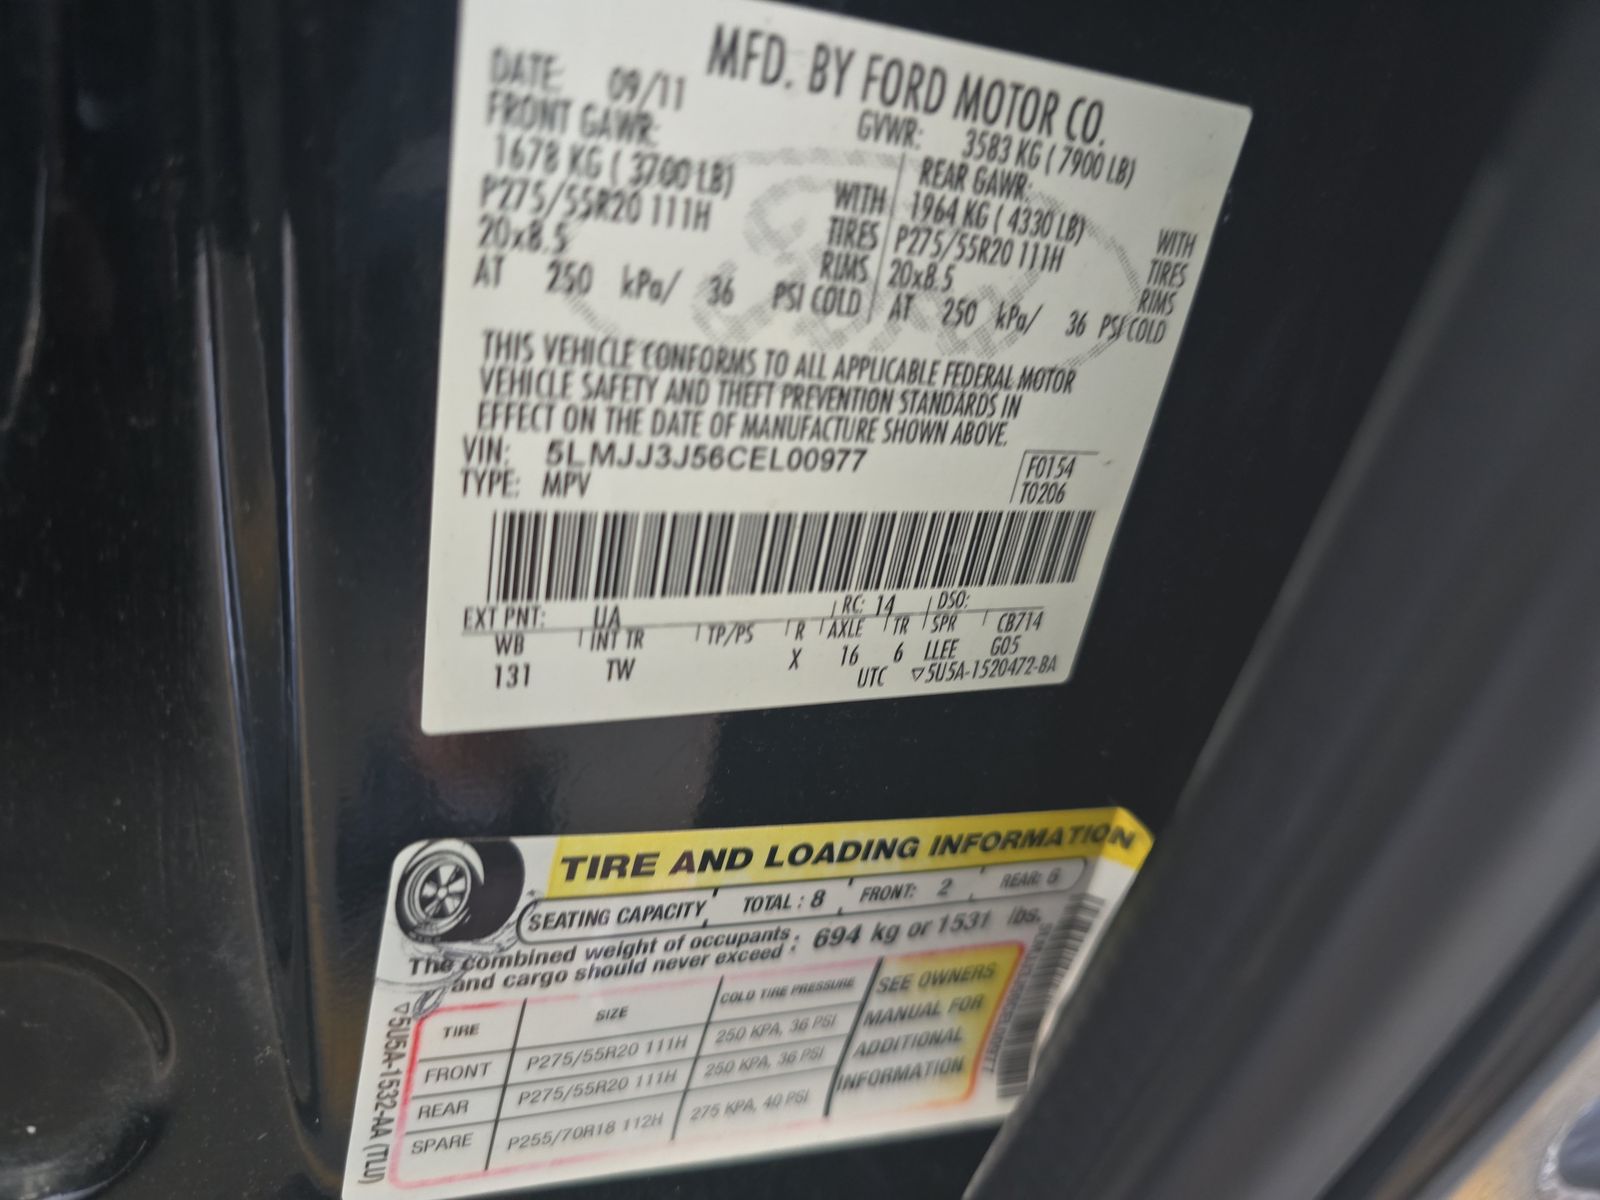 MFD. BY FORD MOTOR CO.
DATE: 09/11 GVWR: 3583 KG ( 7900 LB)
FRONT GAWR: REAR GAWR:
1678 KG ( 3700 LB) WITH 1964 KG ( 4330 LB) WITH
P275/55R20 111H TIRES P275/55R20 111H TIRES
20x8.5 RIMS 20x8.5 RIMS
AT 250 kPa/ 36 PSI COLD AT 250 kPa/ 36 PSI COLD
THIS VEHICLE CONFORMS TO ALL APPLICABLE FEDERAL MOTOR
VEHICLE SAFETY AND THEFT PREVENTION STANDARDS IN
EFFECT ON THE DATE OF MANUFACTURE SHOWN ABOVE.
VIN: 5LMJJ3J56CEL00977 F0154
TYPE: MPV T0206
EXT PNT: UA RC: 14 DSO:
WB INT TR TP/PS R AXLE TR SPR CB714
131 TW X 16 6 LLEE G05
UTC ▽5U5A-1520472-BA
TIRE AND LOADING INFORMATION
SEATING CAPACITY TOTAL : 8 FRONT: 2 REAR: 6
The combined weight of occupants : 694 kg or 1531 lbs.
and cargo should never exceed
TIRE SIZE COLD TIRE PRESSURE
FRONT P275/55R20 111H 250 KPA, 36 PSI
REAR P275/55R20 111H 250 KPA, 36 PSI
SPARE P255/70R18 112H 275 KPA, 40 PSI
SEE OWNERS
MANUAL FOR
ADDITIONAL
INFORMATION
▽5U5A-1532-AA (TLU)